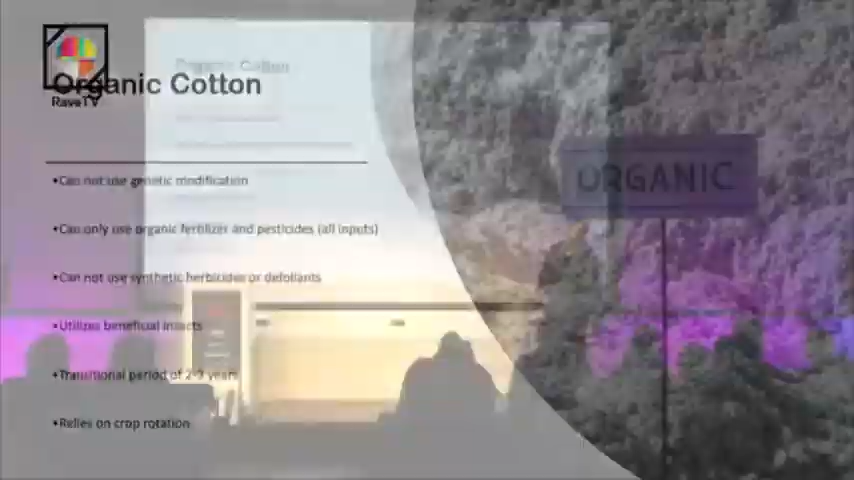 Organic Cotton
RaveTV
•Can not use genetic modification
•Can only use organic fertilizer and pesticides (all inputs)
•Can not use synthetic herbicides or defoliants
•Utilizes beneficial insects
•Transitional period of 2-3 years
•Relies on crop rotation
ORGANIC
Organic Cotton